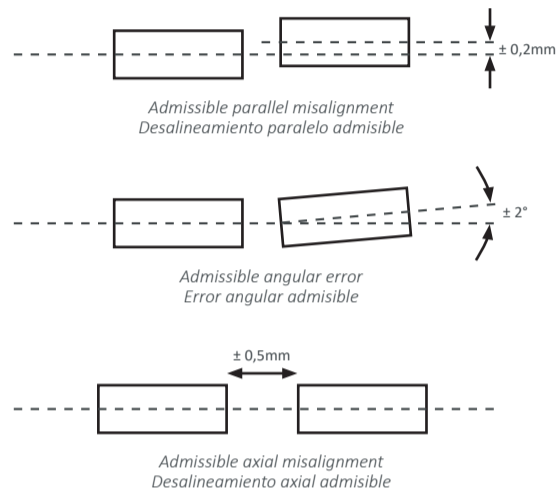 ± 0,2mm
Admissible parallel misalignment
Desalineamiento paralelo admisible
± 2°
Admissible angular error
Error angular admisible
± 0,5mm
Admissible axial misalignment
Desalineamiento axial admisible